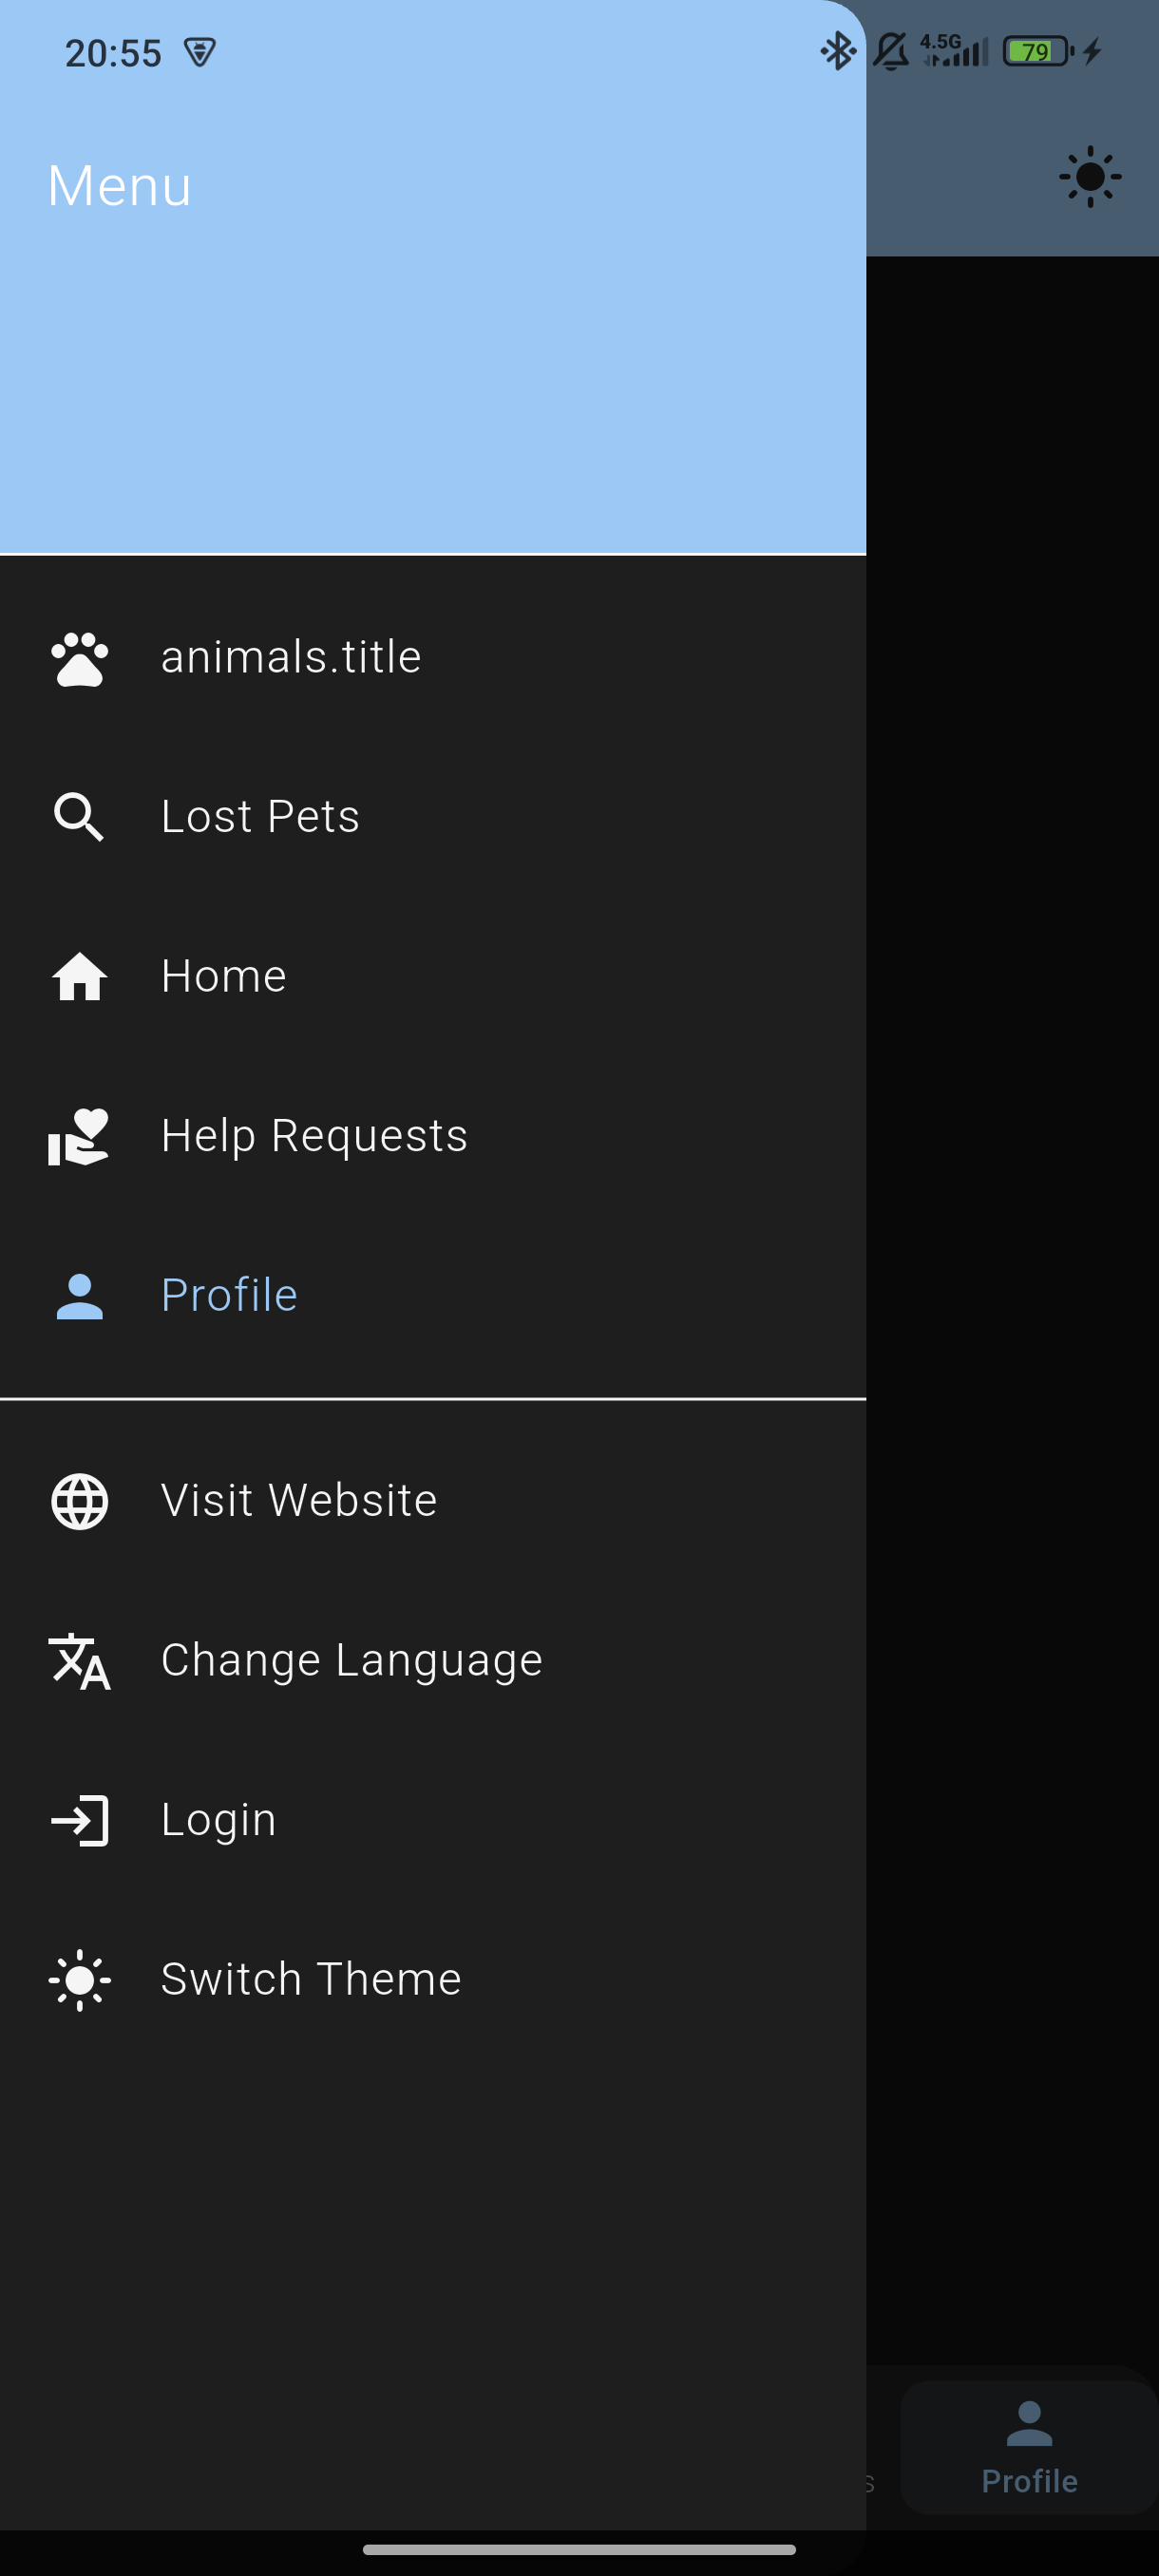 20:55
4.5G
79
Menu
animals.title
Lost Pets
Home
Help Requests
Profile
Visit Website
Change Language
Login
Switch Theme
s
Profile